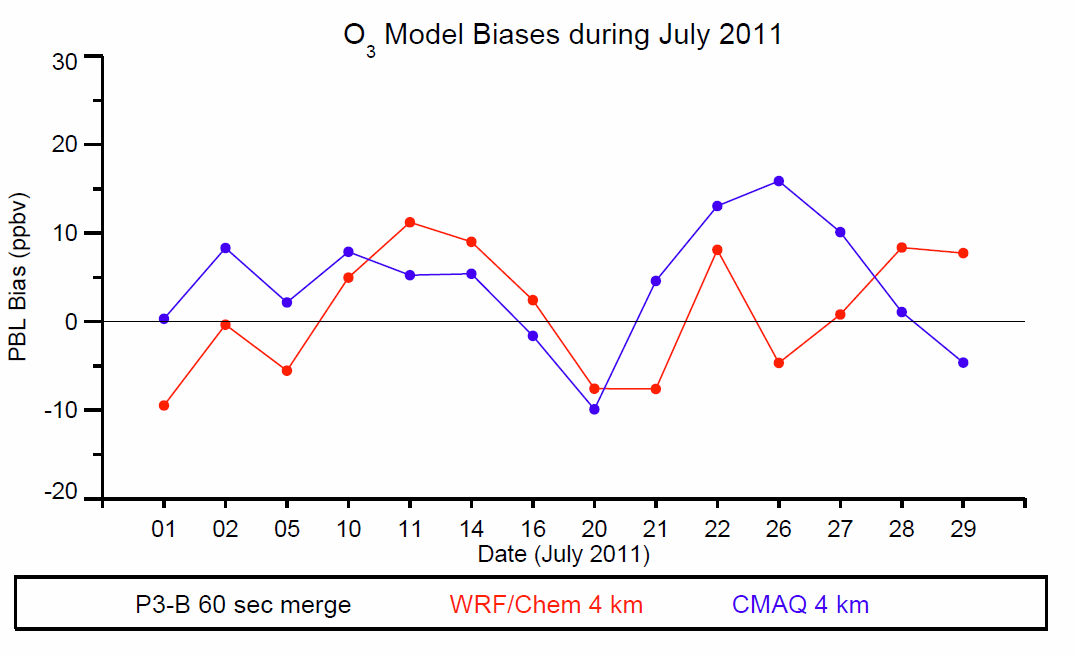 O₃ Model Biases during July 2011
30
20
10
0
-10
-20
PBL Bias (ppbv)
01 02 05 10 11 14 16 20 21 22 26 27 28 29
Date (July 2011)
P3-B 60 sec merge WRF/Chem 4 km CMAQ 4 km